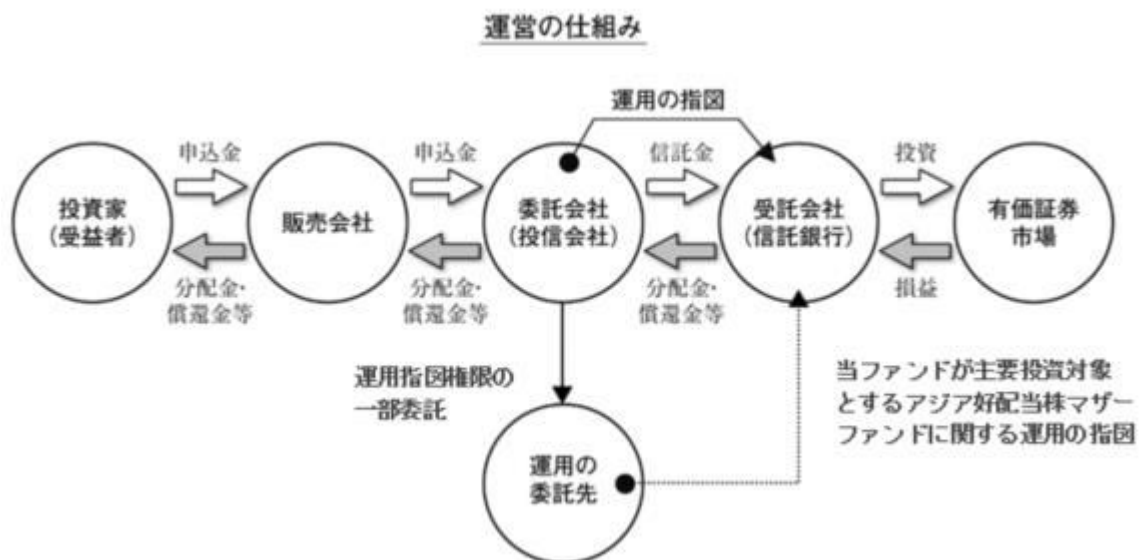 運営の仕組み
運用の指図
申込金
申込金
信託金
投資
投資家
(受益者)
販売会社
委託会社
(投信会社)
受託会社
(信託銀行)
有価証券
市場
分配金・
償還金等
分配金・
償還金等
分配金・
償還金等
損益
運用指図権限の
一部委託
当ファンドが主要投資対象
とするアジア好配当株マザー
ファンドに関する運用の指図
運用の
委託先